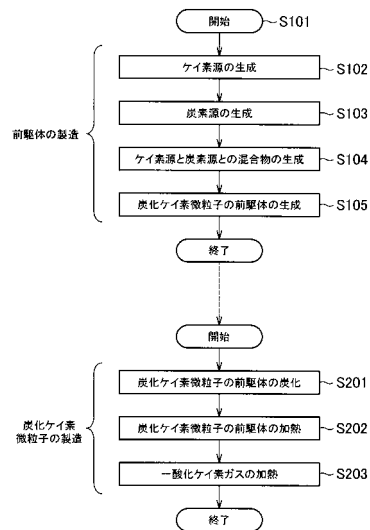 開始 S101
ケイ素源の生成 S102
炭素源の生成 S103
前駆体の製造
ケイ素源と炭素源との混合物の生成 S104
炭化ケイ素微粒子の前駆体の生成 S105
終了
開始
炭化ケイ素微粒子の前駆体の炭化 S201
炭化ケイ素
微粒子の製造
炭化ケイ素微粒子の前駆体の加熱 S202
一酸化ケイ素ガスの加熱 S203
終了